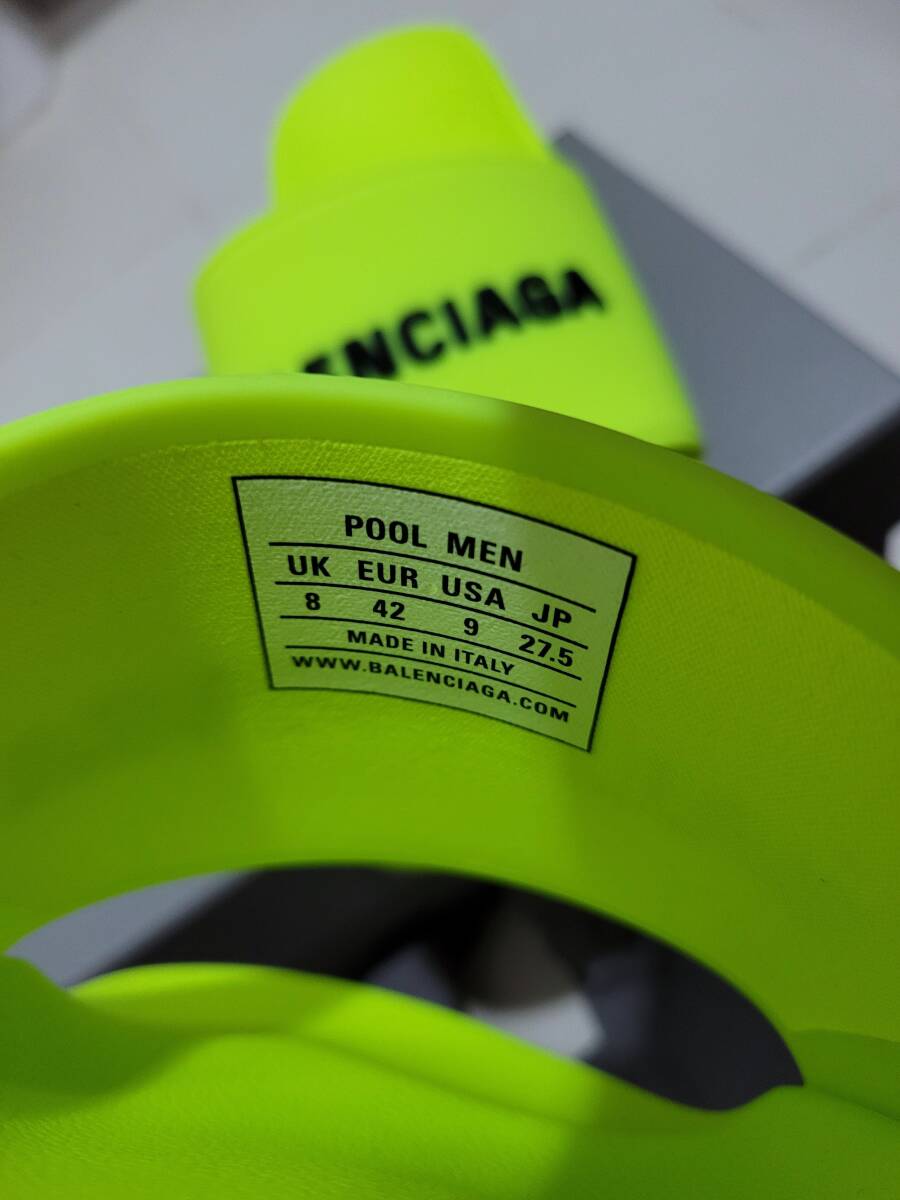 ENCIAGA
POOL MEN
UK EUR USA JP
8 42 9 27.5
MADE IN ITALY
WWW.BALENCIAGA.COM